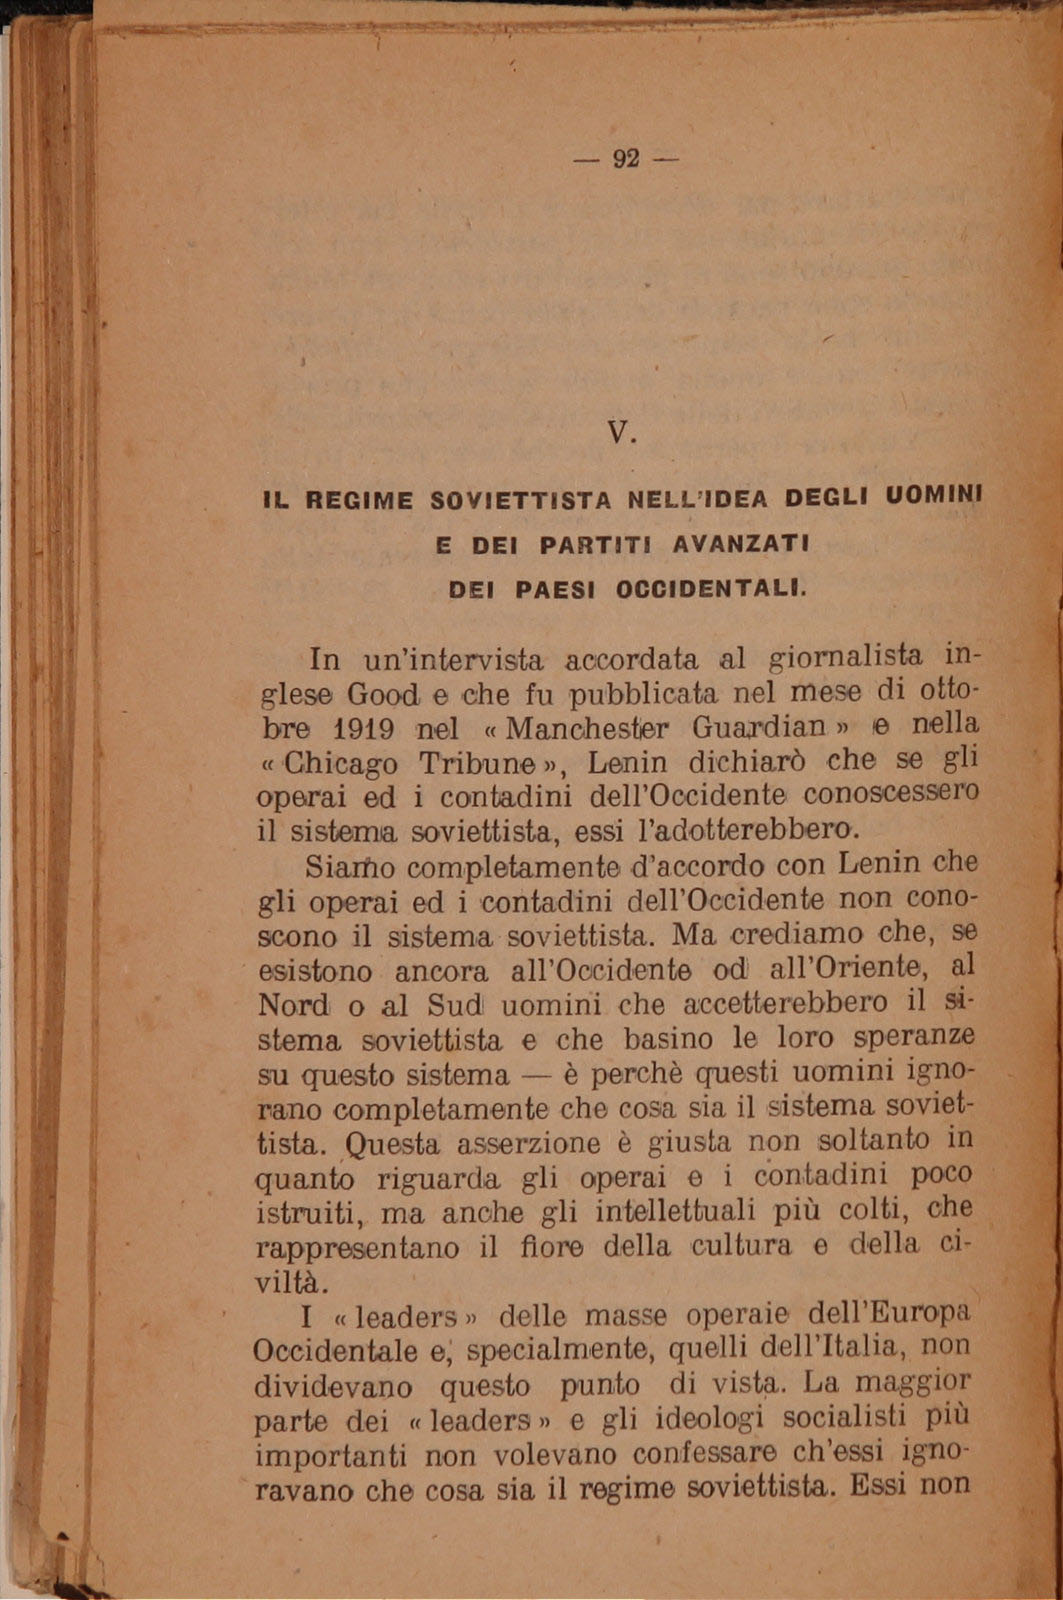 — 92 —
V.
IL REGIME SOVIETTISTA NELL'IDEA DEGLI UOMINI
E DEI PARTITI AVANZATI
DEI PAESI OCCIDENTALI.
In un'intervista accordata al giornalista in-
glese Good e che fu pubblicata nel mese di otto-
bre 1919 nel « Manchester Guardian » e nella
« Chicago Tribune », Lenin dichiarò che se gli
operai ed i contadini dell'Occidente conoscessero
il sistema soviettista, essi l'adotterebbero.
Siamo completamente d'accordo con Lenin che
gli operai ed i contadini dell'Occidente non cono-
scono il sistema soviettista. Ma crediamo che, se
esistono ancora all'Occidente od all'Oriente, al
Nord o al Sud uomini che accetterebbero il si-
stema soviettista e che basino le loro speranze
su questo sistema — è perchè questi uomini igno-
rano completamente che cosa sia il sistema soviet-
tista. Questa asserzione è giusta non soltanto in
quanto riguarda gli operai e i contadini poco
istruiti, ma anche gli intellettuali più colti, che
rappresentano il fiore della cultura e della ci-
viltà.
I « leaders » delle masse operaie dell'Europa
Occidentale e, specialmente, quelli dell'Italia, non
dividevano questo punto di vista. La maggior
parte dei « leaders » e gli ideologi socialisti più
importanti non volevano confessare ch'essi igno-
ravano che cosa sia il regime soviettista. Essi non